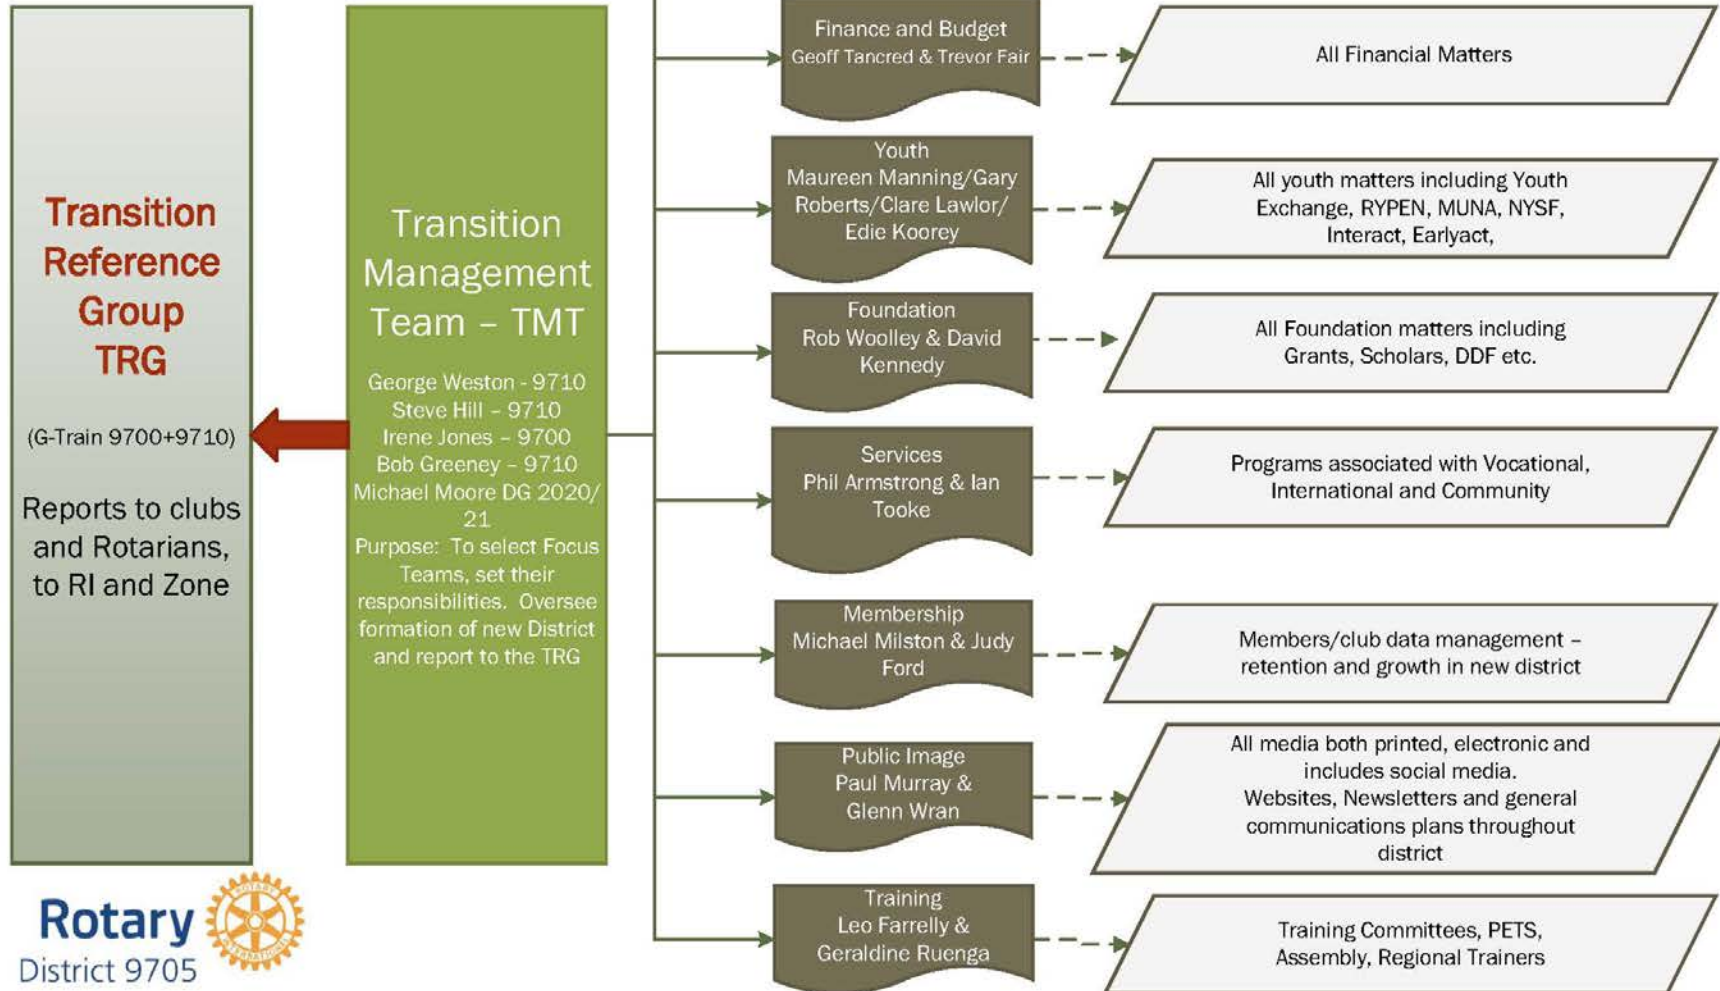 Transition
Reference
Group
TRG
(G-Train 9700+9710)
Reports to clubs
and Rotarians,
to RI and Zone
Transition
Management
Team – TMT
George Weston - 9710
Steve Hill – 9710
Irene Jones – 9700
Bob Greeney – 9710
Michael Moore DG 2020/
21
Purpose: To select Focus
Teams, set their
responsibilities. Oversee
formation of new District
and report to the TRG
Finance and Budget
Geoff Tancred & Trevor Fair
All Financial Matters
Youth
Maureen Manning/Gary
Roberts/Clare Lawlor/
Edie Koorey
All youth matters including Youth
Exchange, RYPEN, MUNA, NYSF,
Interact, Earlyact,
Foundation
Rob Woolley & David
Kennedy
All Foundation matters including
Grants, Scholars, DDF etc.
Services
Phil Armstrong & Ian
Tooke
Programs associated with Vocational,
International and Community
Membership
Michael Milston & Judy
Ford
Members/club data management –
retention and growth in new district
Public Image
Paul Murray &
Glenn Wran
All media both printed, electronic and
includes social media.
Websites, Newsletters and general
communications plans throughout
district
Training
Leo Farrelly &
Geraldine Ruenga
Training Committees, PETS,
Assembly, Regional Trainers
Rotary
ROTARY
INTERNATIONAL
District 9705